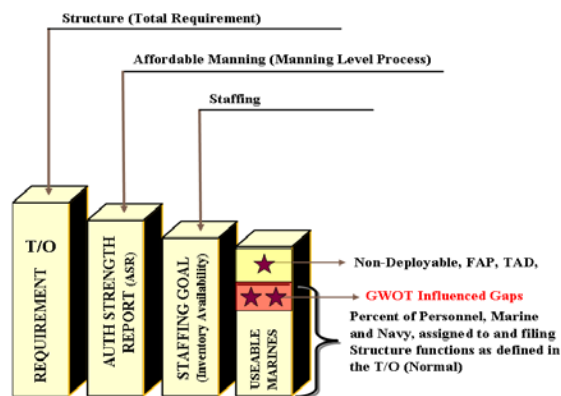 Structure (Total Requirement)
Affordable Manning (Manning Level Process)
Staffing
T/O
REQUIREMENT
AUTH STRENGTH
REPORT (ASR)
STAFFING GOAL
(Inventory Availability)
USEABLE
MARINES
Non-Deployable, FAP, TAD,
GWOT Influenced Gaps
Percent of Personnel, Marine
and Navy, assigned to and filing
Structure functions as defined in
the T/O (Normal)